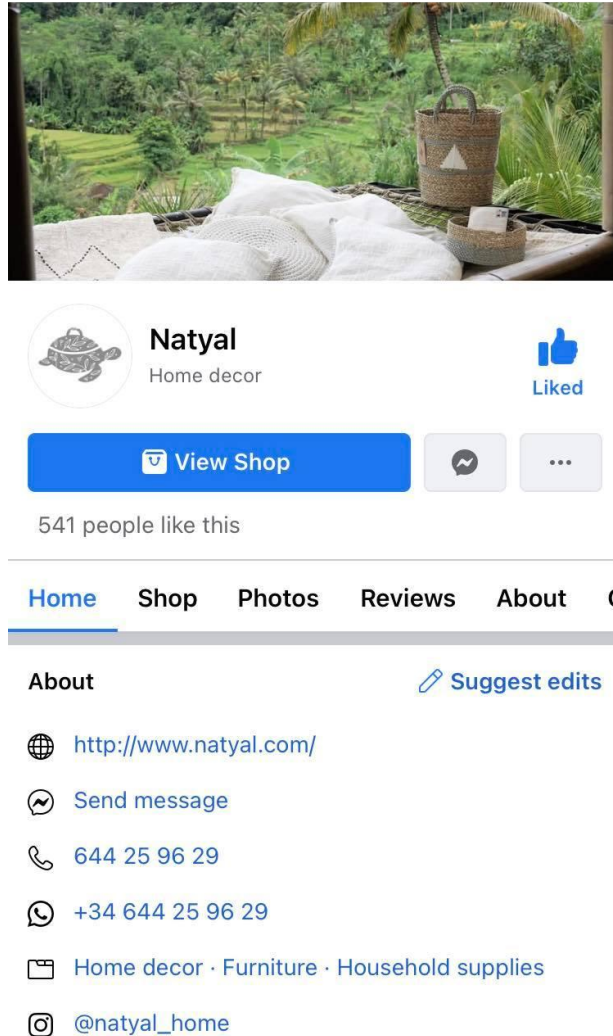 Natyal
Home decor
Liked
View Shop
541 people like this
Home Shop Photos Reviews About
About
Suggest edits
http://www.natyal.com/
Send message
644 25 96 29
+34 644 25 96 29
Home decor · Furniture · Household supplies
@natyal_home